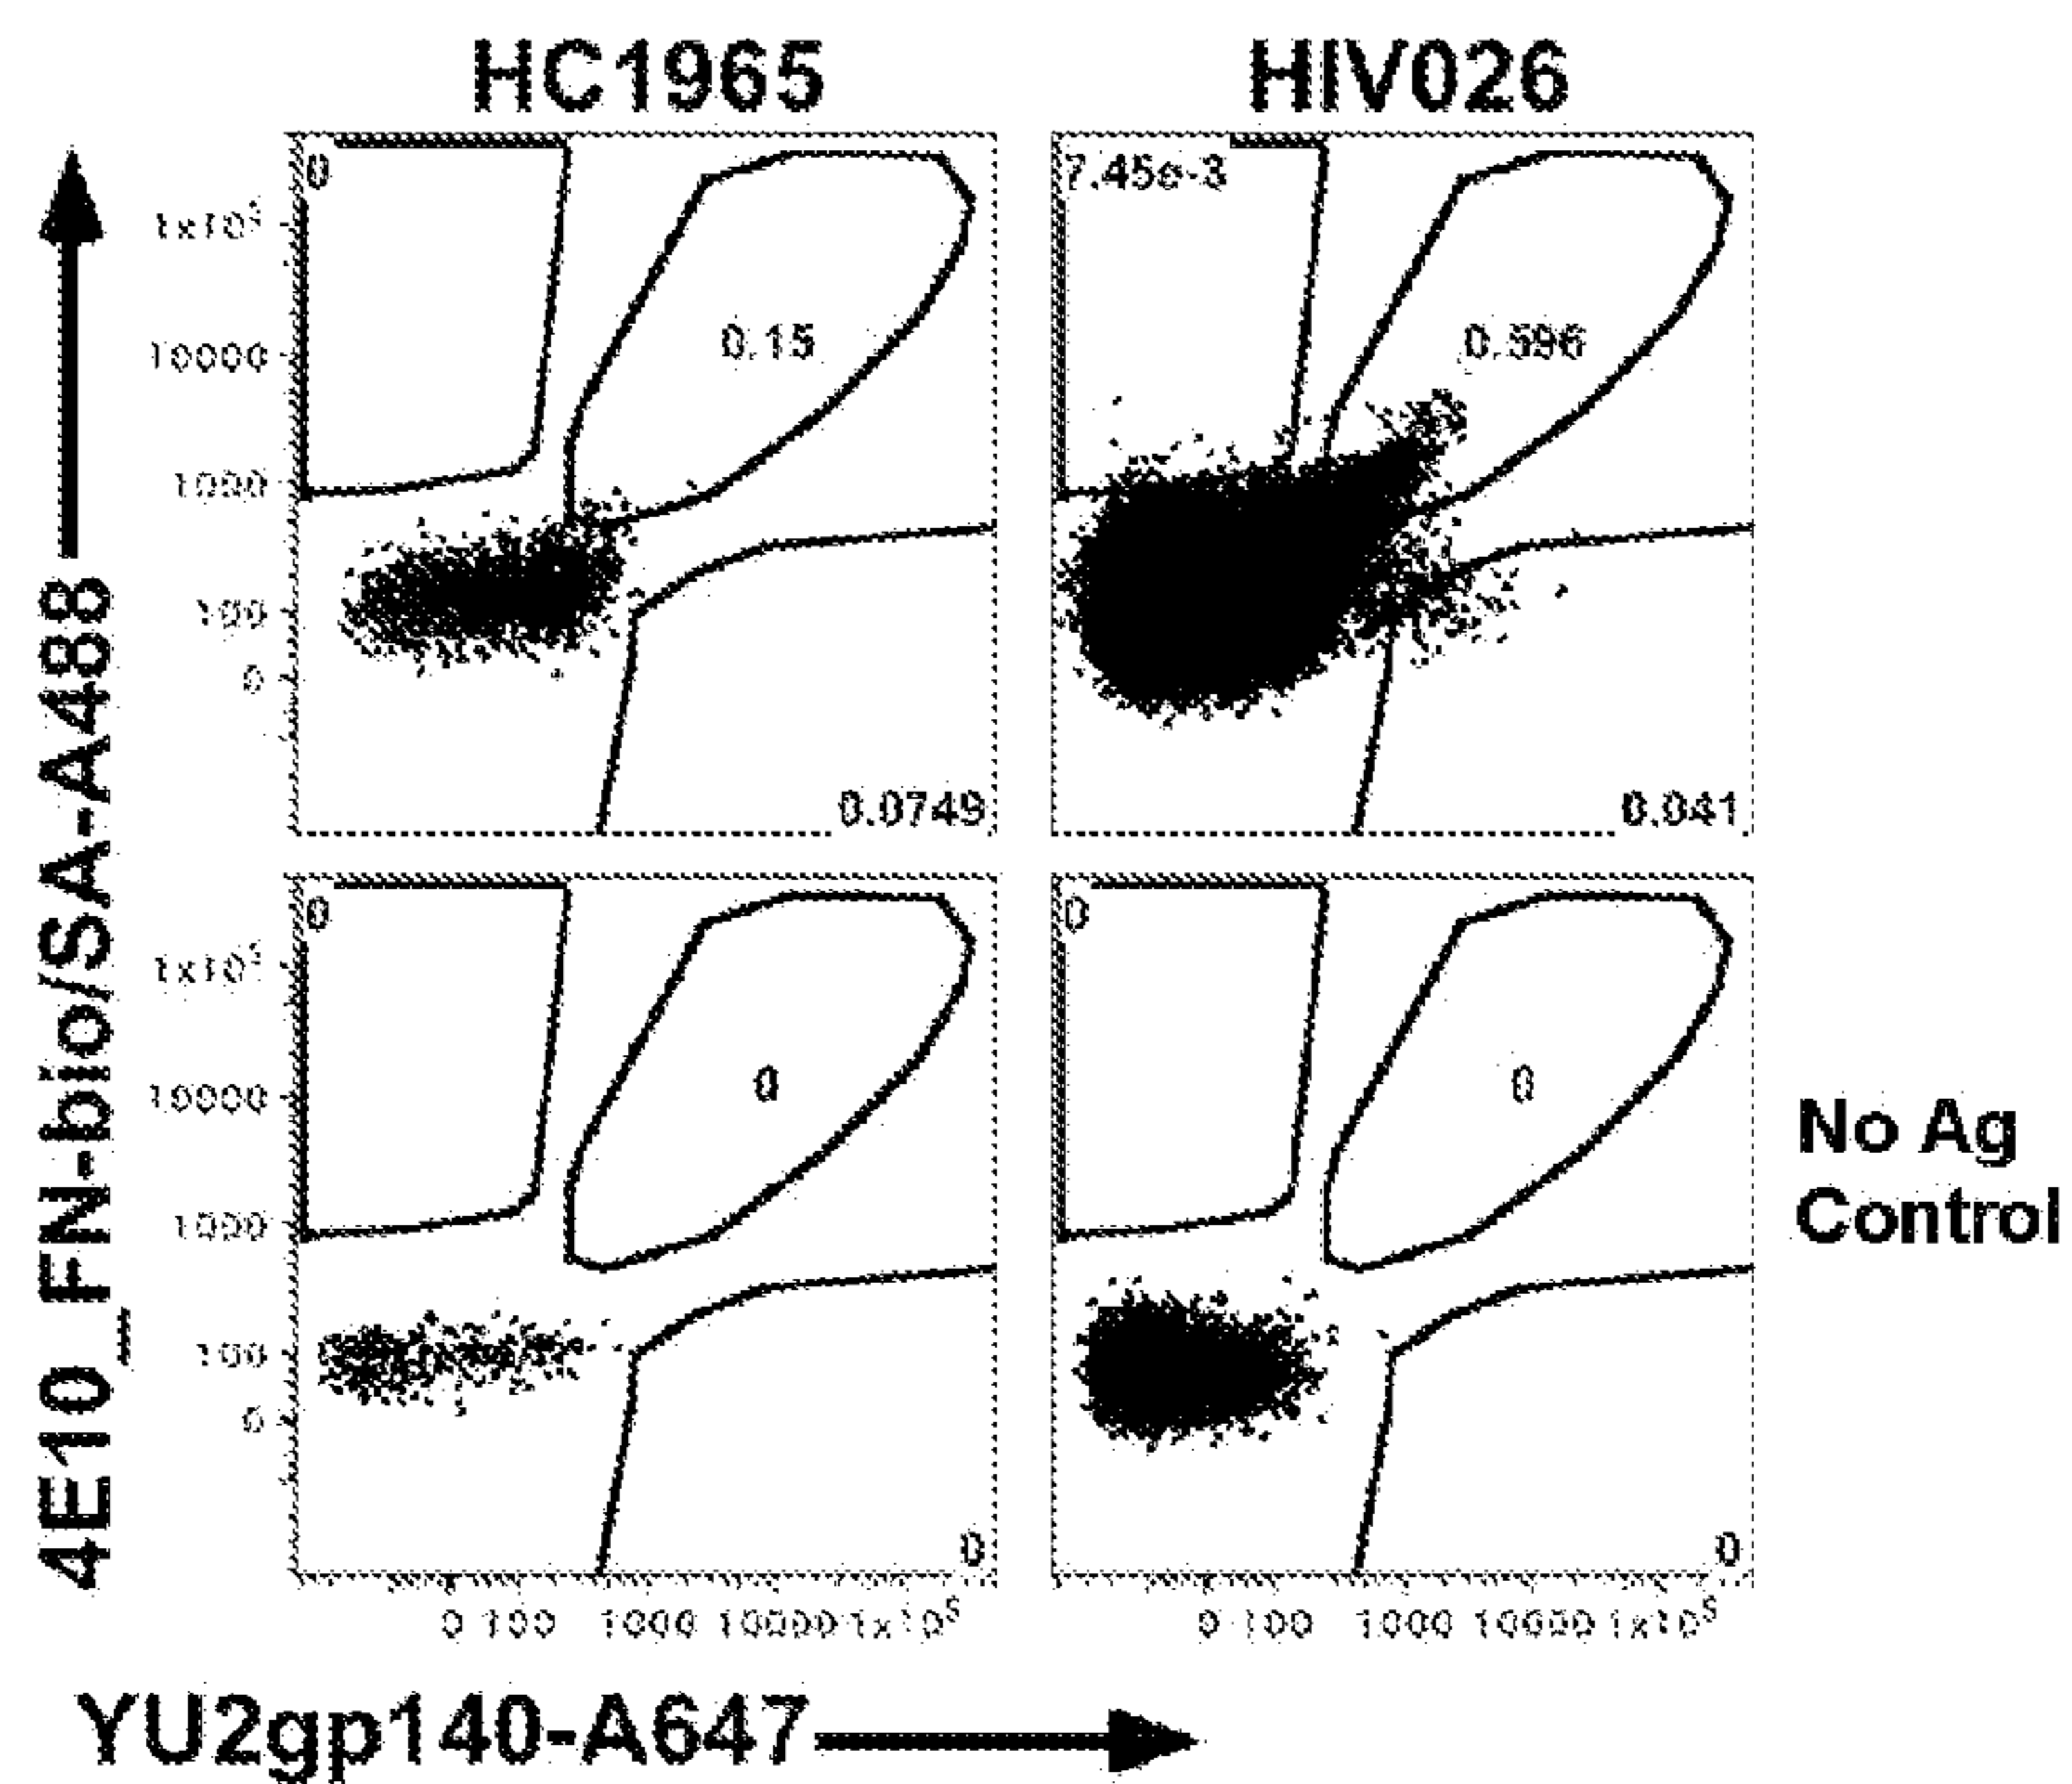 HC1965 HIV026
4E10_FN-bio/SA-A488
0 7.45e-3
1x10⁵
10000
1000
100
0
0.15 0.596
0.0749 0.041
0 0
1x10⁵
10000
1000
100
0
0 0
No Ag
Control
0 0
0 100 1000 10000 1x10⁵ 0 100 1000 10000 1x10⁵
YU2gp140-A647